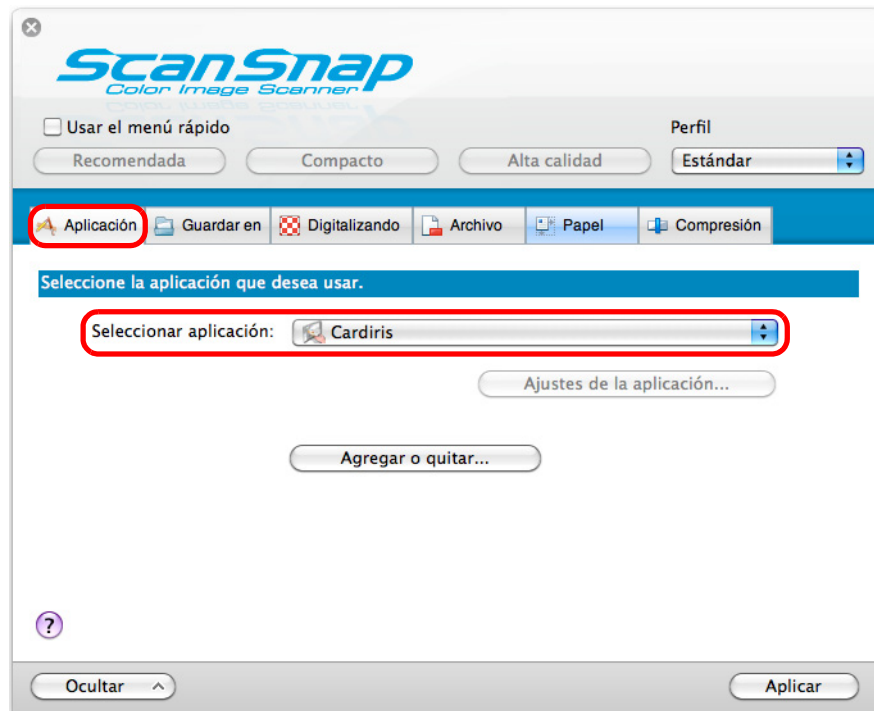 ScanSnap
Color Image Scanner
Usar el menú rápido
Perfil
Recomendada
Compacto
Alta calidad
Estándar
Aplicación
Guardar en
Digitalizando
Archivo
Papel
Compresión
Seleccione la aplicación que desea usar.
Seleccionar aplicación: Cardiris
Ajustes de la aplicación...
Agregar o quitar...
?
Ocultar
Aplicar